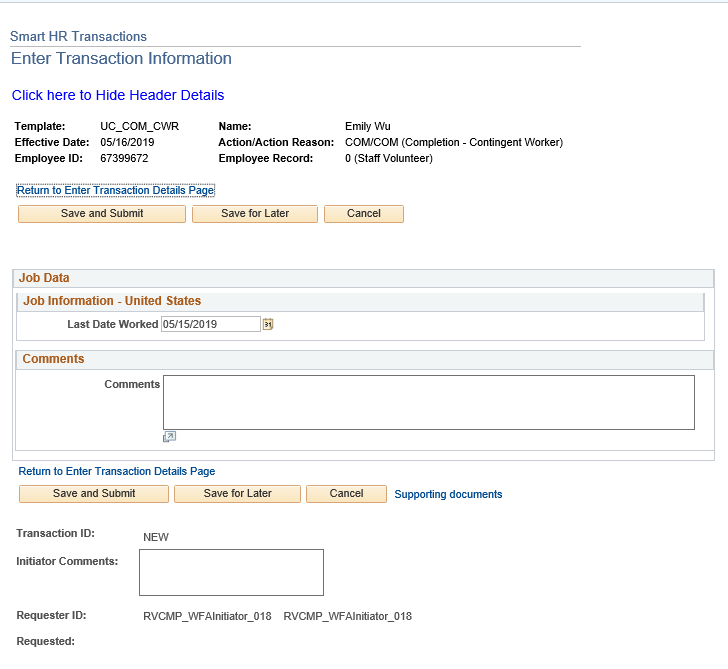 Smart HR Transactions
Enter Transaction Information
Click here to Hide Header Details
Template: UC_COM_CWR Name: Emily Wu
Effective Date: 05/16/2019 Action/Action Reason: COM/COM (Completion - Contingent Worker)
Employee ID: 67399672 Employee Record: 0 (Staff Volunteer)
Return to Enter Transaction Details Page
Save and Submit Save for Later Cancel
Job Data
Job Information - United States
Last Date Worked 05/15/2019 31
Comments
Comments
Return to Enter Transaction Details Page
Save and Submit Save for Later Cancel Supporting documents
Transaction ID: NEW
Initiator Comments:
Requester ID: RVCMP_WFAInitiator_018 RVCMP_WFAInitiator_018
Requested: